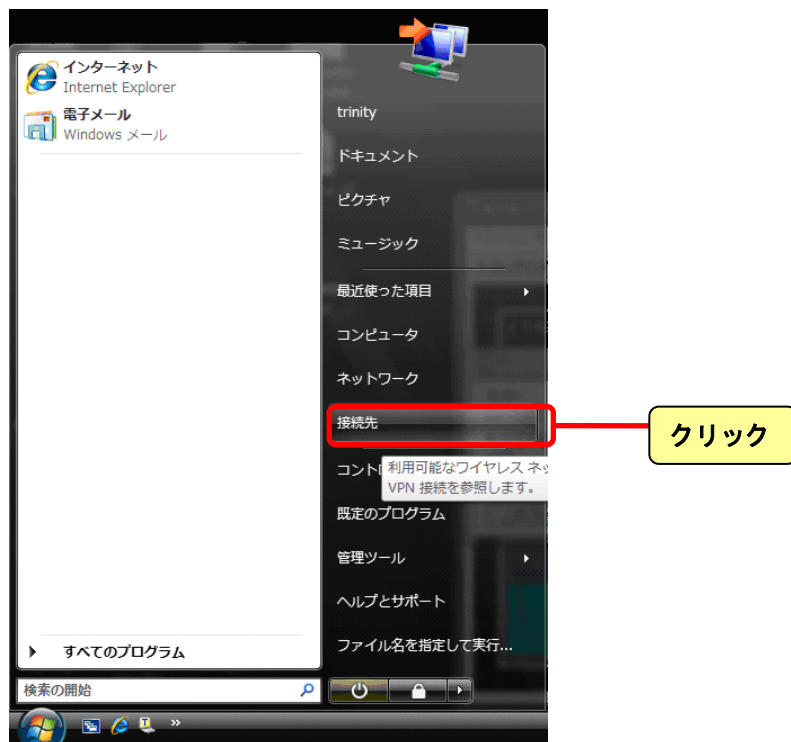 インターネット
Internet Explorer
電子メール
Windows メール
すべてのプログラム
検索の開始
trinity
ドキュメント
ピクチャ
ミュージック
最近使った項目
コンピュータ
ネットワーク
接続先
コントロ
利用可能なワイヤレス ネッ
VPN 接続を参照します。
既定のプログラム
管理ツール
ヘルプとサポート
ファイル名を指定して実行...
クリック